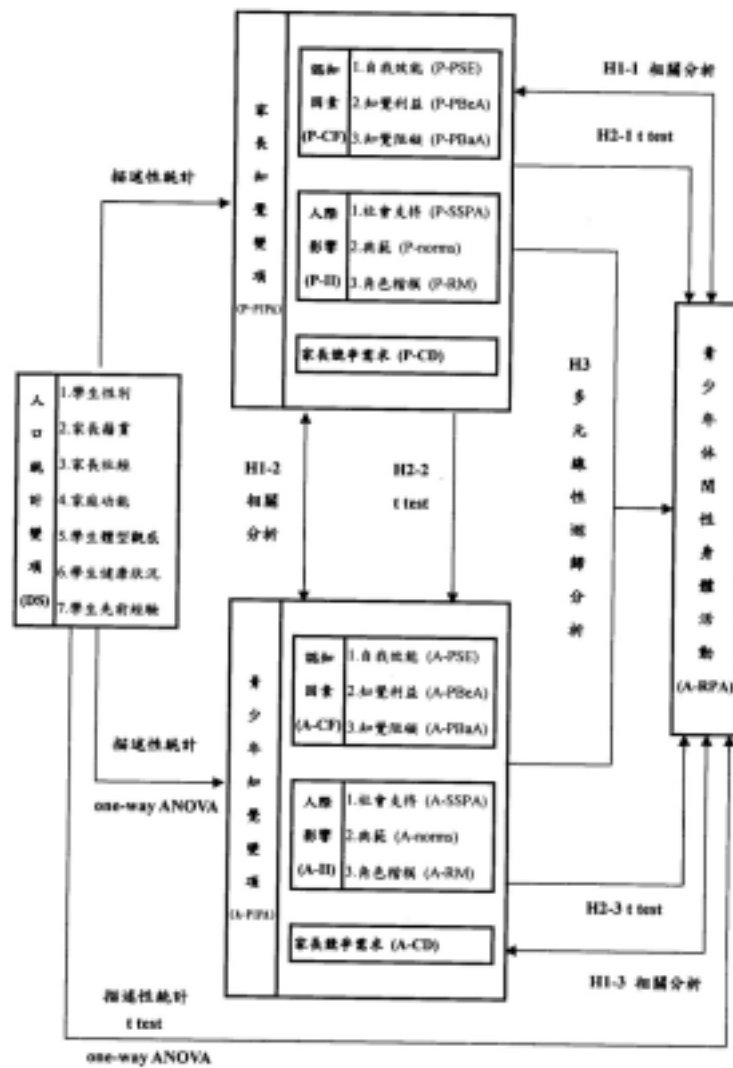 認知因素 (P-CF)
1.自我效能 (P-PSE)
2.知覺利益 (P-PBeA)
3.知覺阻礙 (P-PBaA)
人際影響 (P-II)
1.社會支持 (P-SSPA)
2.典範 (P-norms)
3.角色楷模 (P-RM)
家長競爭需求 (P-CD)
家長知覺變項 (P-PIPA)
H1-1 相關分析
H2-1 t test
描述性統計
人口統計變項 (DS)
1.學生性別
2.家長籍貫
3.家長社經
4.家庭功能
5.學生體型觀感
6.學生健康狀況
7.學生先前經驗
H1-2 相關分析
H2-2 t test
H3 多元線性迴歸分析
青少年休閒性身體活動 (A-RPA)
認知因素 (A-CF)
1.自我效能 (A-PSE)
2.知覺利益 (A-PBeA)
3.知覺阻礙 (A-PBaA)
人際影響 (A-II)
1.社會支持 (A-SSPA)
2.典範 (A-norms)
3.角色楷模 (A-RM)
家長競爭需求 (A-CD)
青少年知覺變項 (A-PIPA)
描述性統計
one-way ANOVA
H2-3 t test
H1-3 相關分析
描述性統計
t test
one-way ANOVA